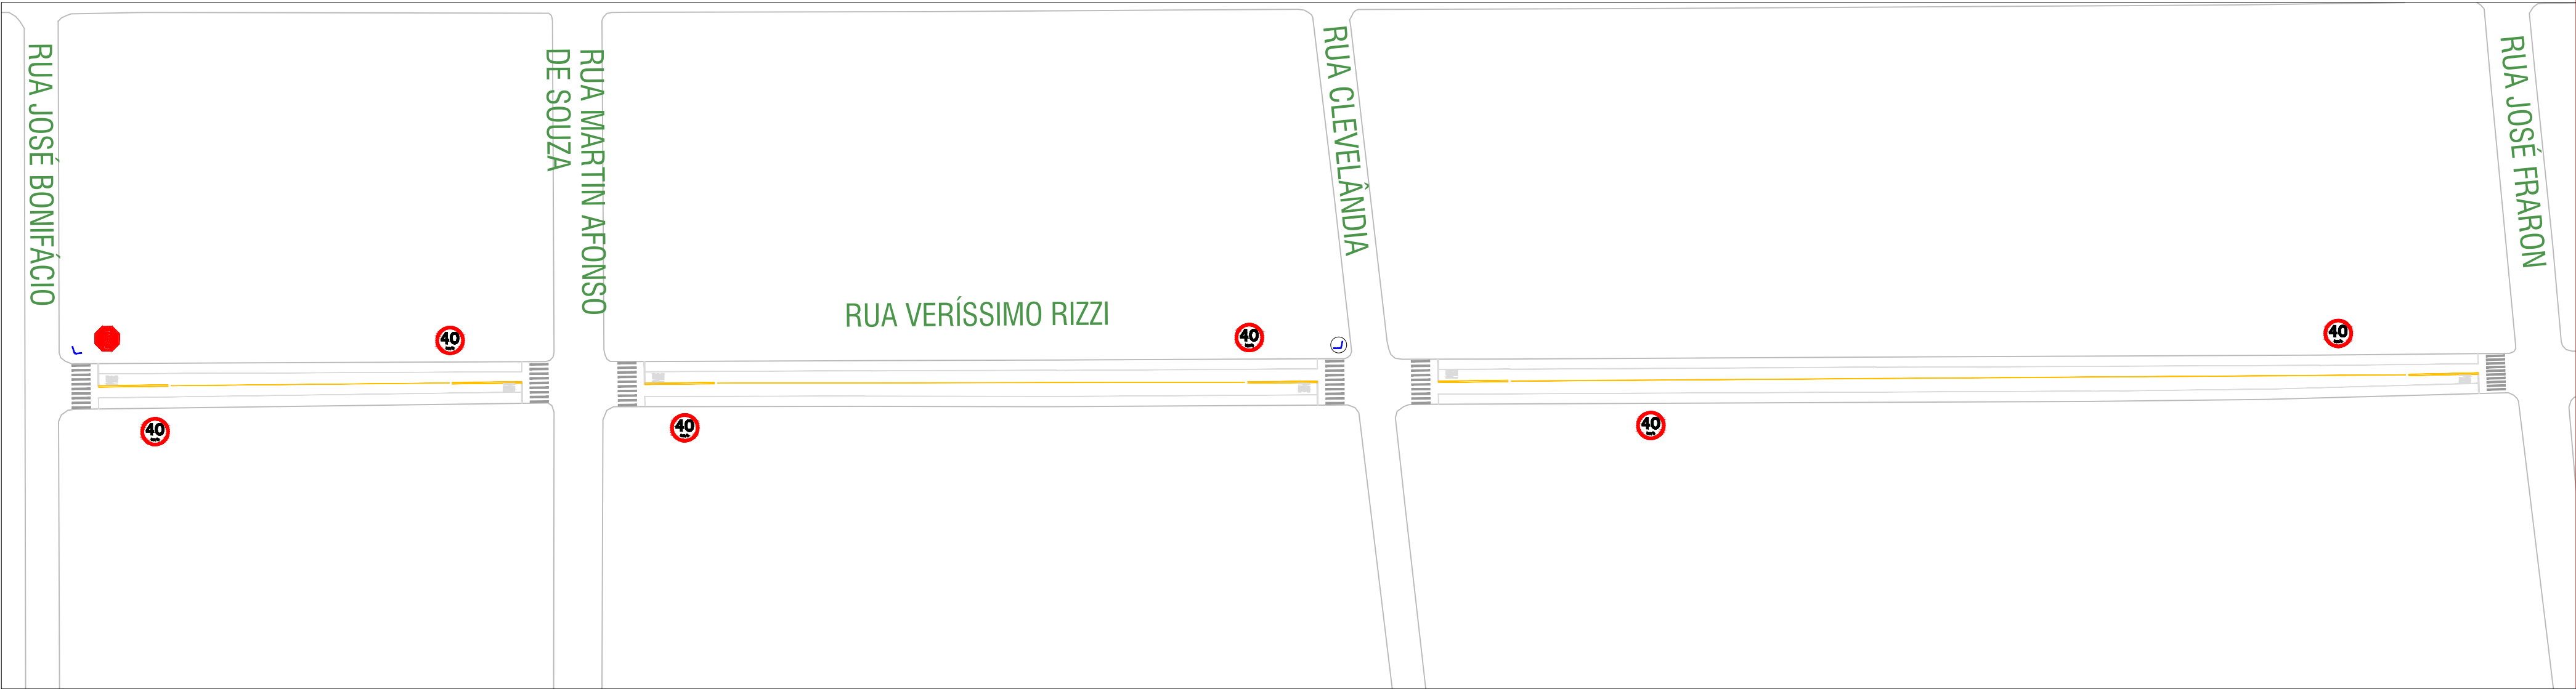 RUA JOSÉ BONIFÁCIO
RUA MARTIN AFONSO
DE SOUZA
RUA CLEVELÂNDIA
RUA JOSÉ FRARON
RUA VERÍSSIMO RIZZI
40
40
40
40
40
40